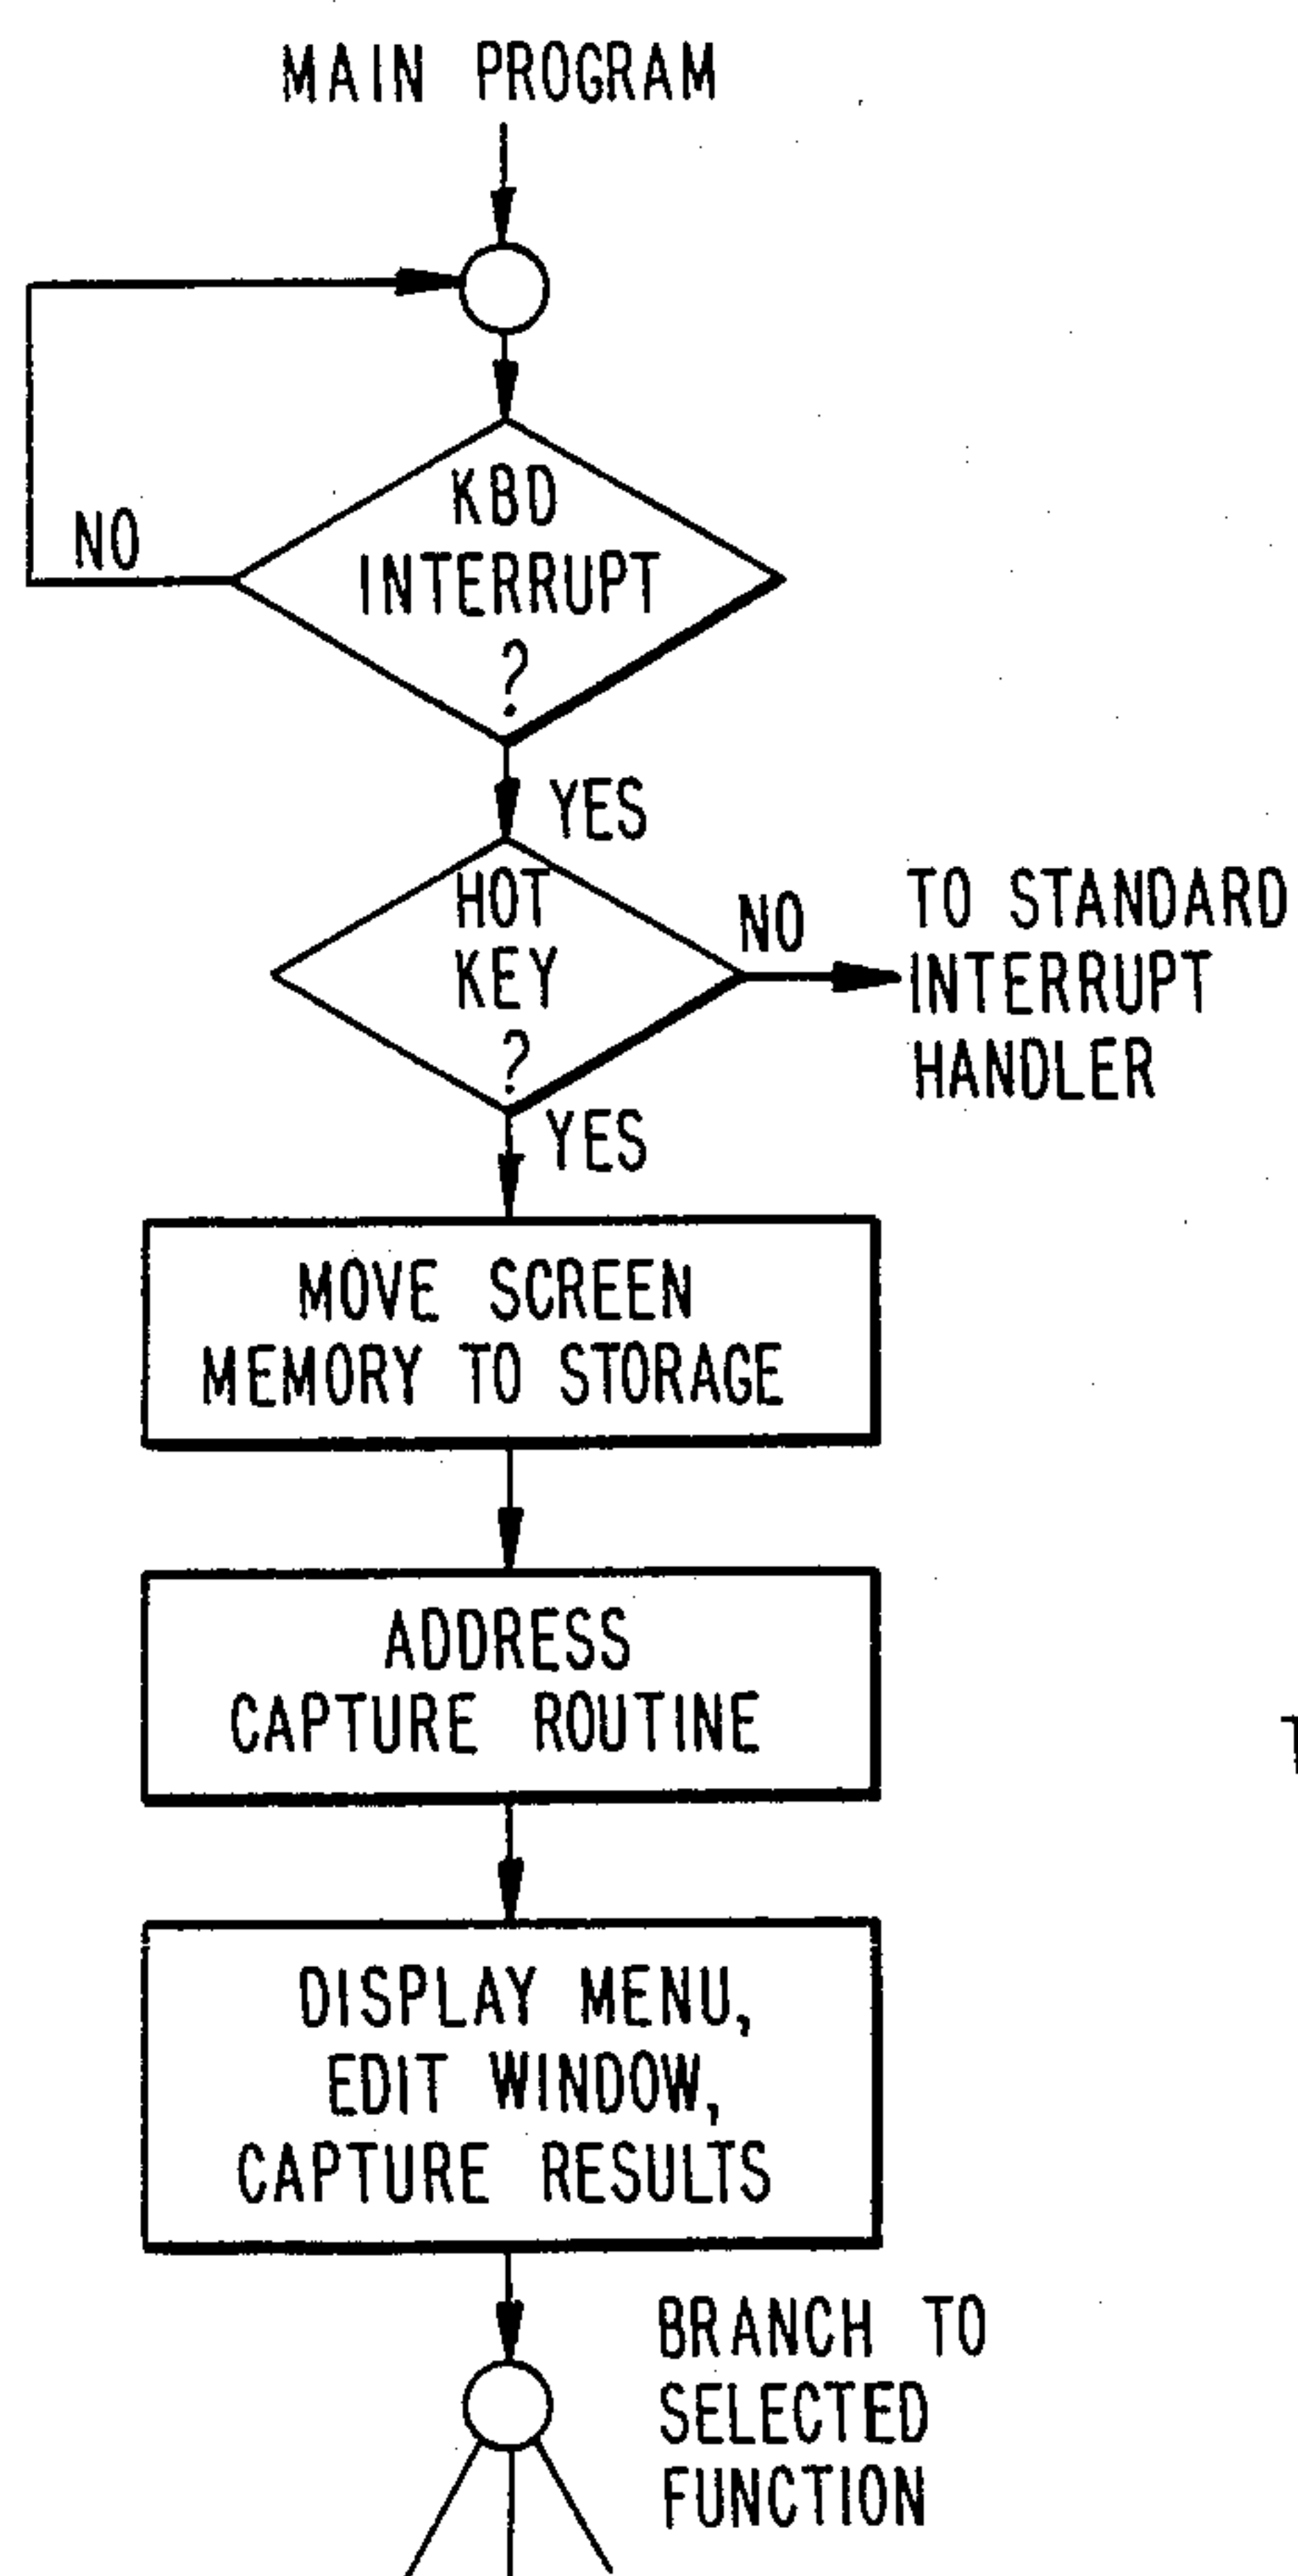 MAIN PROGRAM
KBD
INTERRUPT
?
NO
YES
HOT
KEY
?
NO
TO STANDARD
INTERRUPT
HANDLER
YES
MOVE SCREEN
MEMORY TO STORAGE
ADDRESS
CAPTURE ROUTINE
DISPLAY MENU,
EDIT WINDOW,
CAPTURE RESULTS
BRANCH TO
SELECTED
FUNCTION